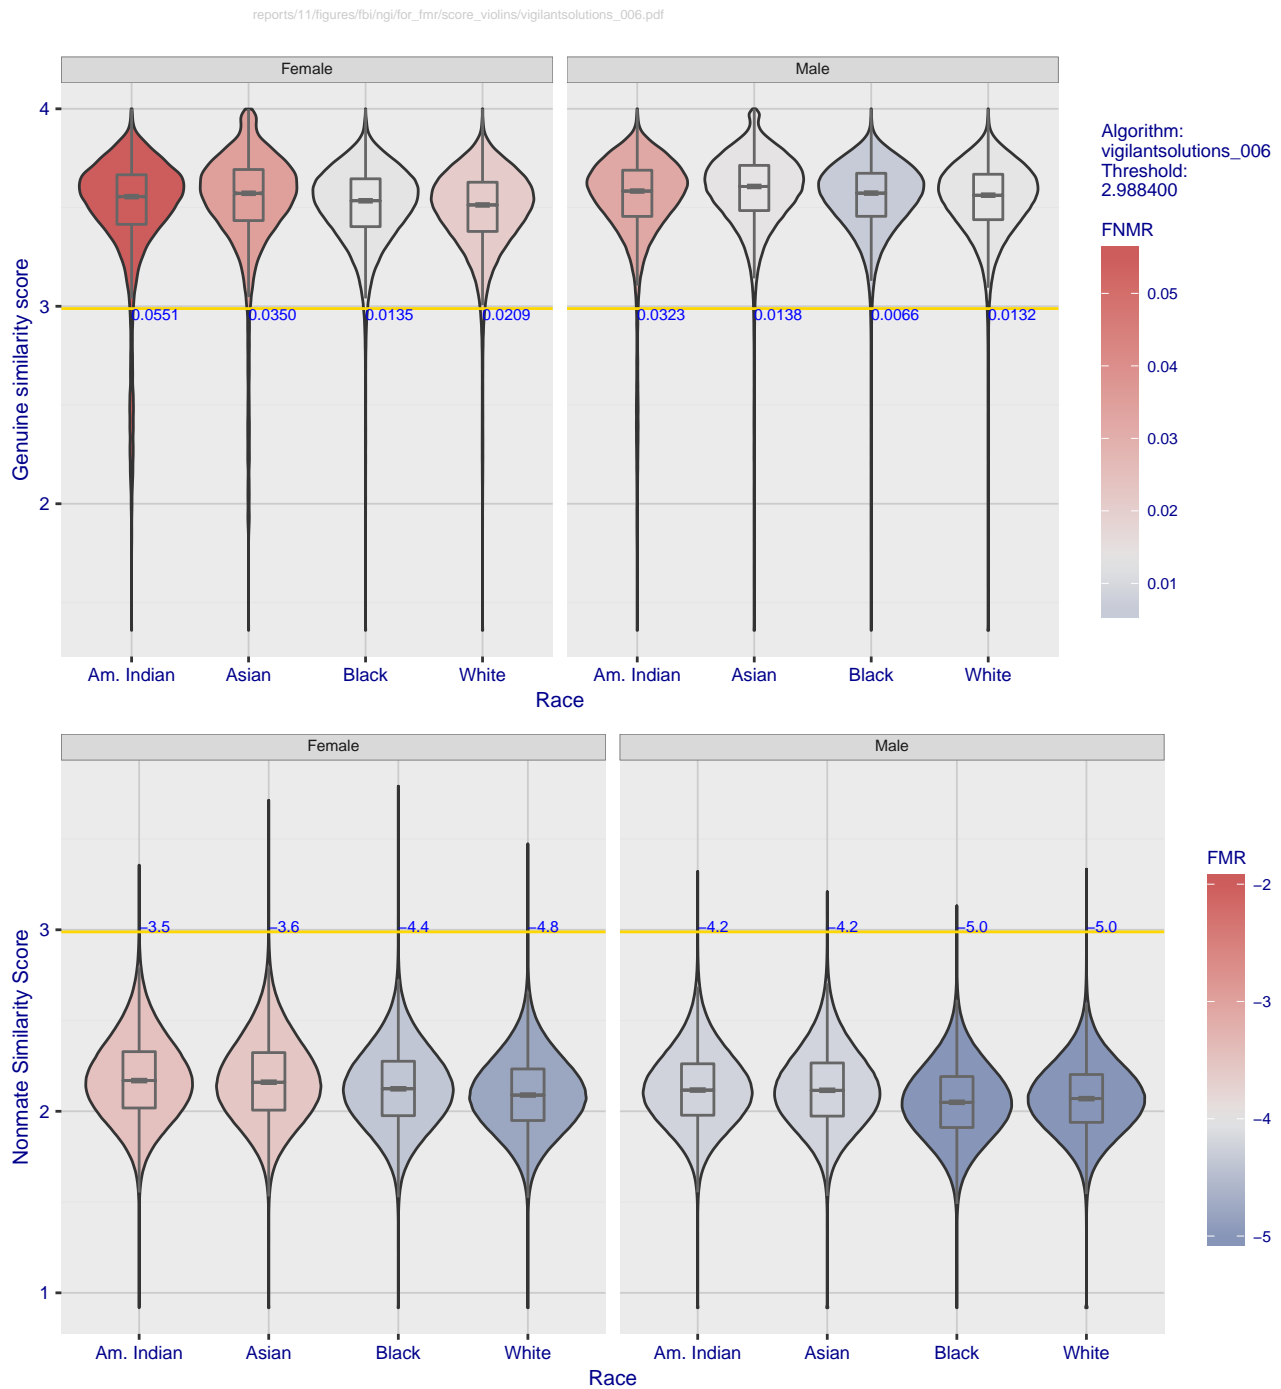 reports/11/figures/fbi/ngi/for_fmr/score_violins/vigilantsolutions_006.pdf
Female
Male
4
3
2
Genuine similarity score
0.0551
0.0350
0.0135
0.0209
0.0323
0.0138
0.0066
0.0132
Am. Indian
Asian
Black
White
Am. Indian
Asian
Black
White
Race
Algorithm:
vigilantsolutions_006
Threshold:
2.988400
FNMR
0.05
0.04
0.03
0.02
0.01
Female
Male
3
2
1
Nonmate Similarity Score
−3.5
−3.6
−4.4
−4.8
−4.2
−4.2
−5.0
−5.0
Am. Indian
Asian
Black
White
Am. Indian
Asian
Black
White
Race
FMR
−2
−3
−4
−5